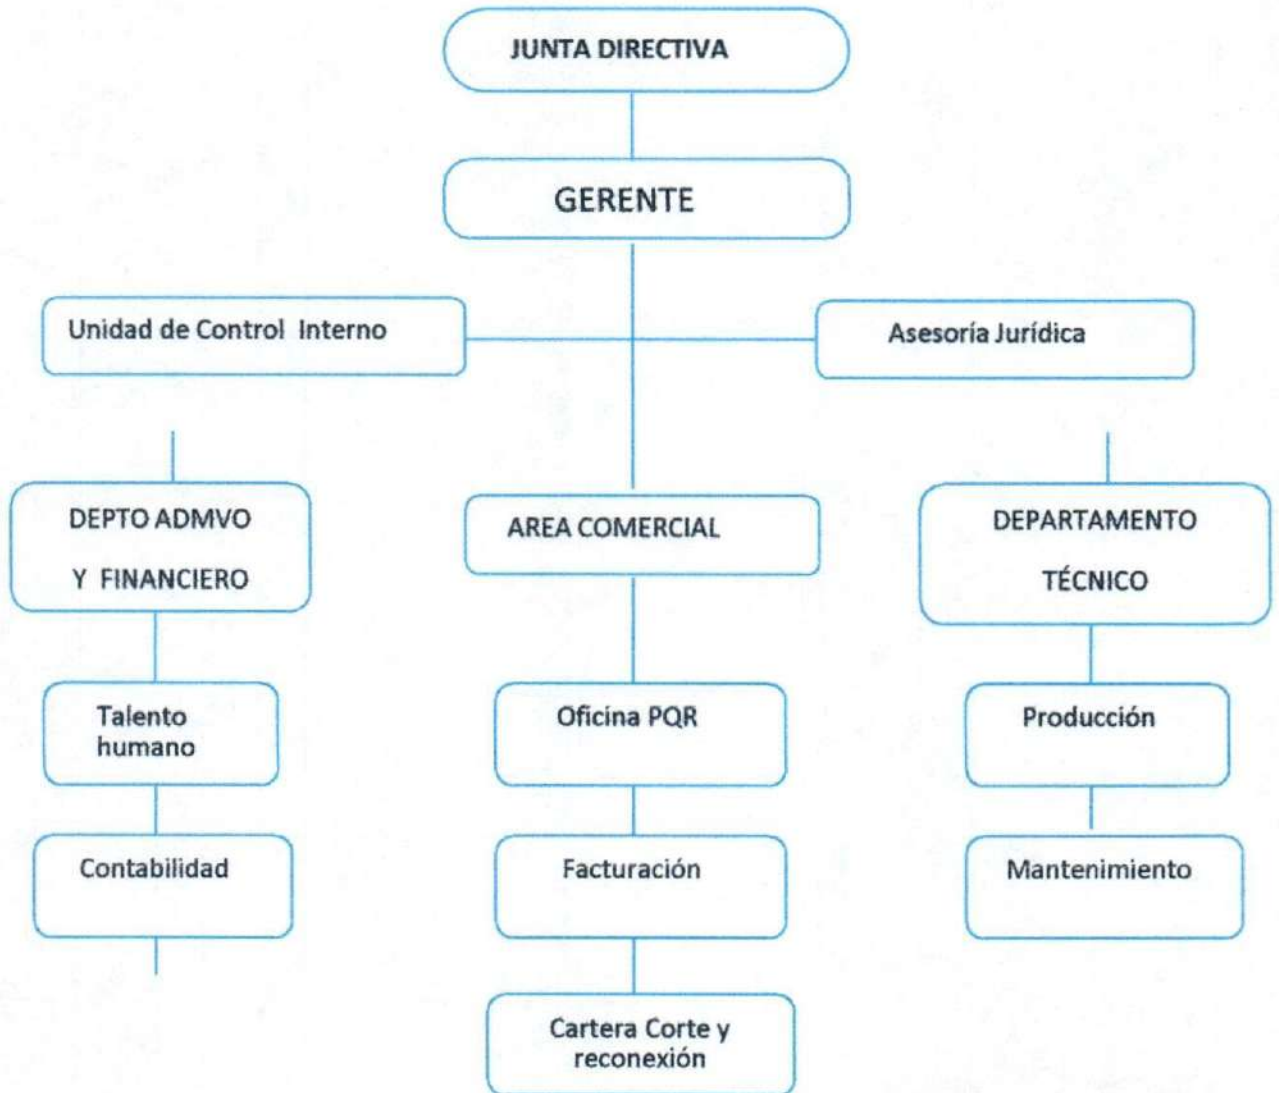 JUNTA DIRECTIVA
GERENTE
Unidad de Control Interno
Asesoría Jurídica
DEPTO ADMVO
Y FINANCIERO
AREA COMERCIAL
DEPARTAMENTO
TÉCNICO
Talento
humano
Oficina PQR
Producción
Contabilidad
Facturación
Mantenimiento
Cartera Corte y
reconexión